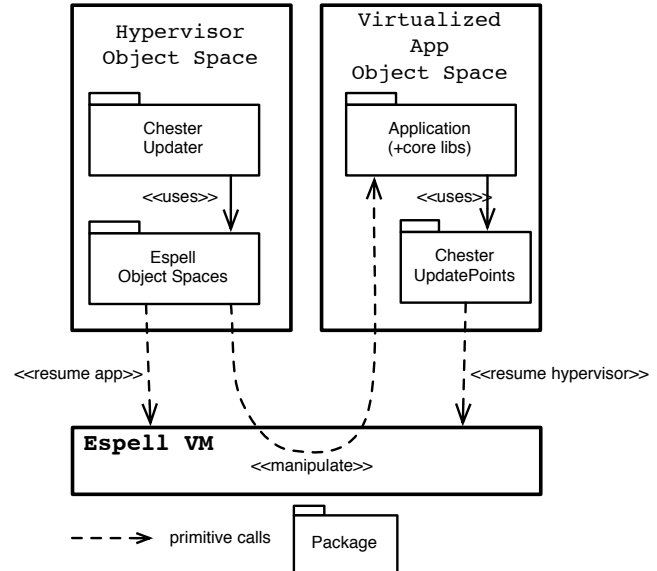 Hypervisor
Object Space
Virtualized
App
Object Space
Chester
Updater
<<uses>>
Espell
Object Spaces
Application
(+core libs)
<<uses>>
Chester
UpdatePoints
<<resume app>>
<<resume hypervisor>>
Espell VM
<<manipulate>>
primitive calls
Package